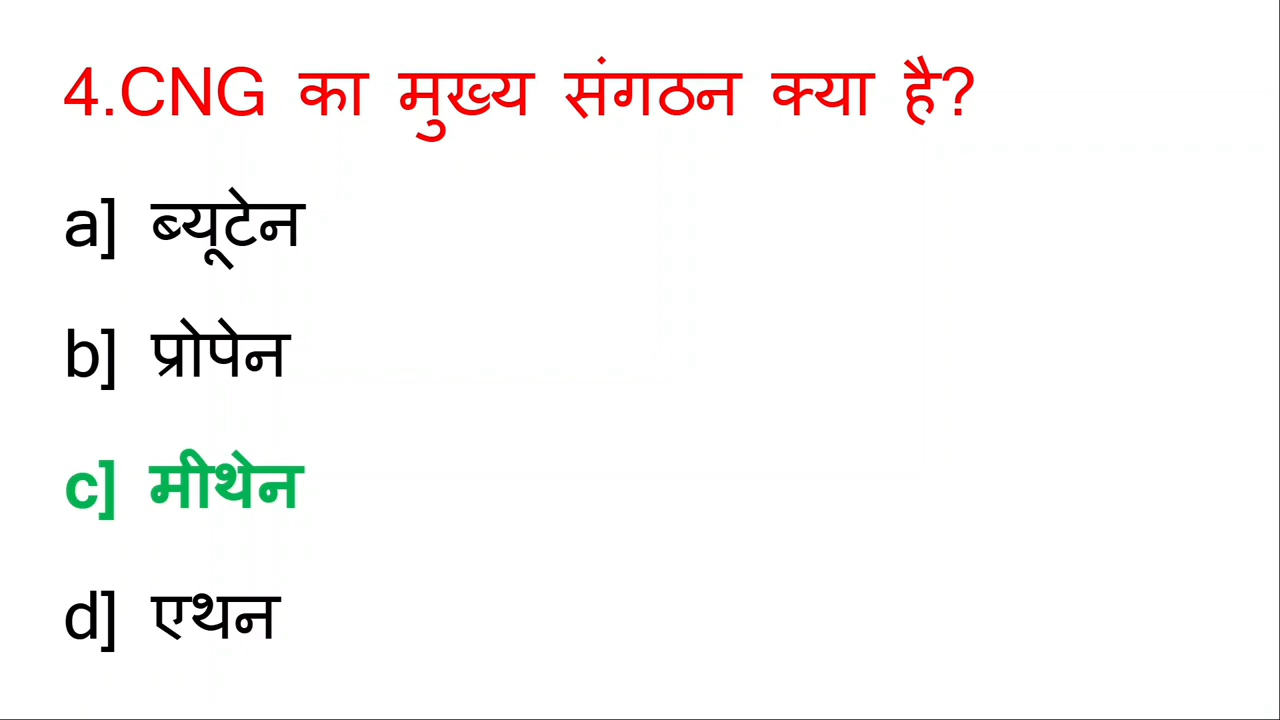 4.CNG का मुख्य संगठन क्या है?
a] ब्यूटेन
b] प्रोपेन
c] मीथेन
d] एथन